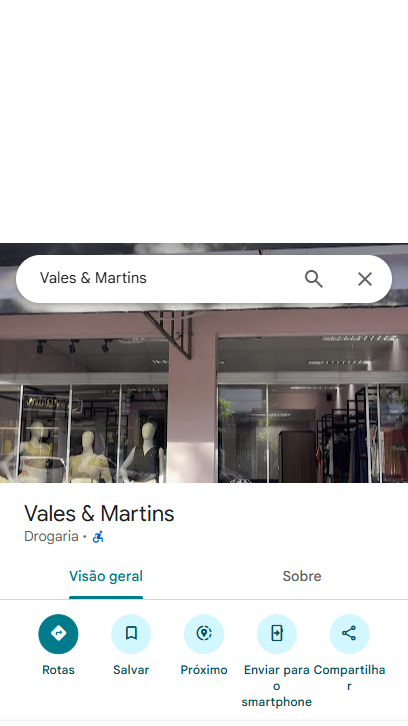 Vales & Martins
Vales & Martins
Drogaria •
Visão geral
Sobre
Rotas
Salvar
Próximo
Enviar para o smartphone
Compartilhar